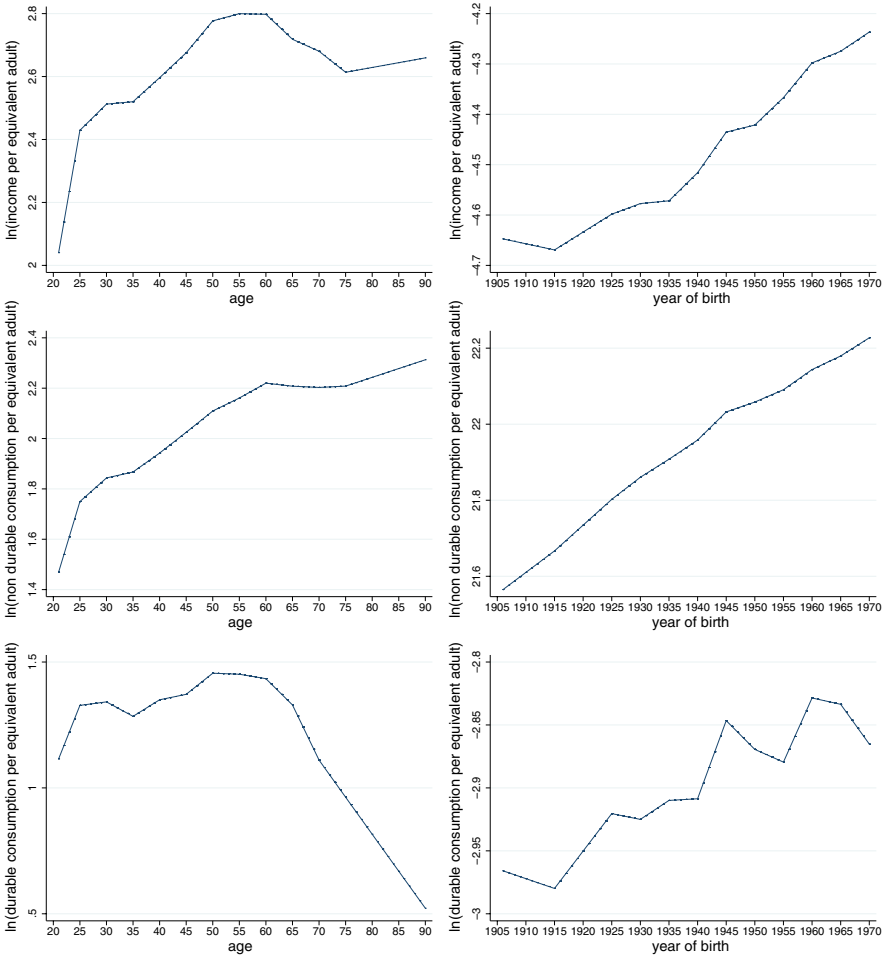 ln(income per equivalent adult)
2.8
2.6
2.4
2.2
2
20 25 30 35 40 45 50 55 60 65 70 75 80 85 90
age
ln(income per equivalent adult)
−4.2
−4.3
−4.4
−4.5
−4.6
−4.7
1905 1910 1915 1920 1925 1930 1935 1940 1945 1950 1955 1960 1965 1970
year of birth
ln(non durable consumption per equivalent adult)
2.4
2.2
2
1.8
1.6
1.4
20 25 30 35 40 45 50 55 60 65 70 75 80 85 90
age
ln(non durable consumption per equivalent adult)
22.2
22
21.8
21.6
1905 1910 1915 1920 1925 1930 1935 1940 1945 1950 1955 1960 1965 1970
year of birth
ln(durable consumption per equivalent adult)
1.5
1
.5
20 25 30 35 40 45 50 55 60 65 70 75 80 85 90
age
ln(durable consumption per equivalent adult)
−2.8
−2.85
−2.9
−2.95
−3
1905 1910 1915 1920 1925 1930 1935 1940 1945 1950 1955 1960 1965 1970
year of birth